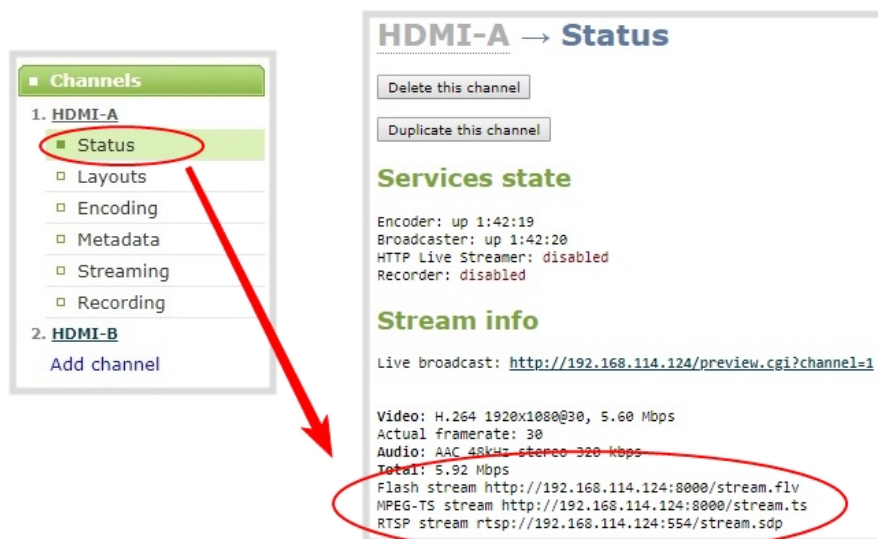 Channels
1. HDMI-A
Status
Layouts
Encoding
Metadata
Streaming
Recording
2. HDMI-B
Add channel
HDMI-A → Status
Delete this channel
Duplicate this channel
Services state
Encoder: up 1:42:19
Broadcaster: up 1:42:20
HTTP Live Streamer: disabled
Recorder: disabled
Stream info
Live broadcast: http://192.168.114.124/preview.cgi?channel=1
Video: H.264 1920x1080@30, 5.60 Mbps
Actual framerate: 30
Audio: AAC 48kHz stereo 320 kbps
Total: 5.92 Mbps
Flash stream http://192.168.114.124:8000/stream.flv
MPEG-TS stream http://192.168.114.124:8000/stream.ts
RTSP stream rtsp://192.168.114.124:554/stream.sdp